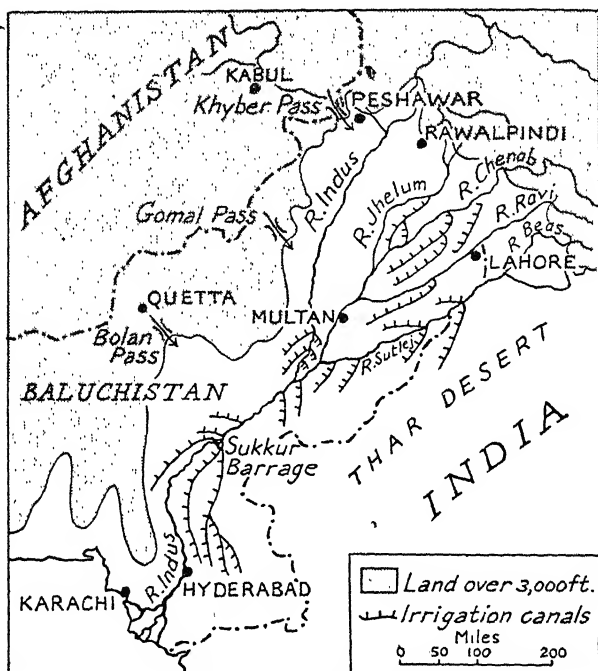 AFGHANISTAN
KABUL
Khyber Pass
PESHAWAR
RAWALPINDI
R. Indus
R. Jhelum
R. Chenab
R. Ravi
R. Beas
Gomal Pass
LAHORE
QUETTA
MULTAN
Bolan
Pass
R. Sutlej
BALUCHISTAN
THAR DESERT
INDIA
Sukkur
Barrage
R. Indus
HYDERABAD
KARACHI
Land over 3,000ft.
Irrigation canals
Miles
0 50 100 200